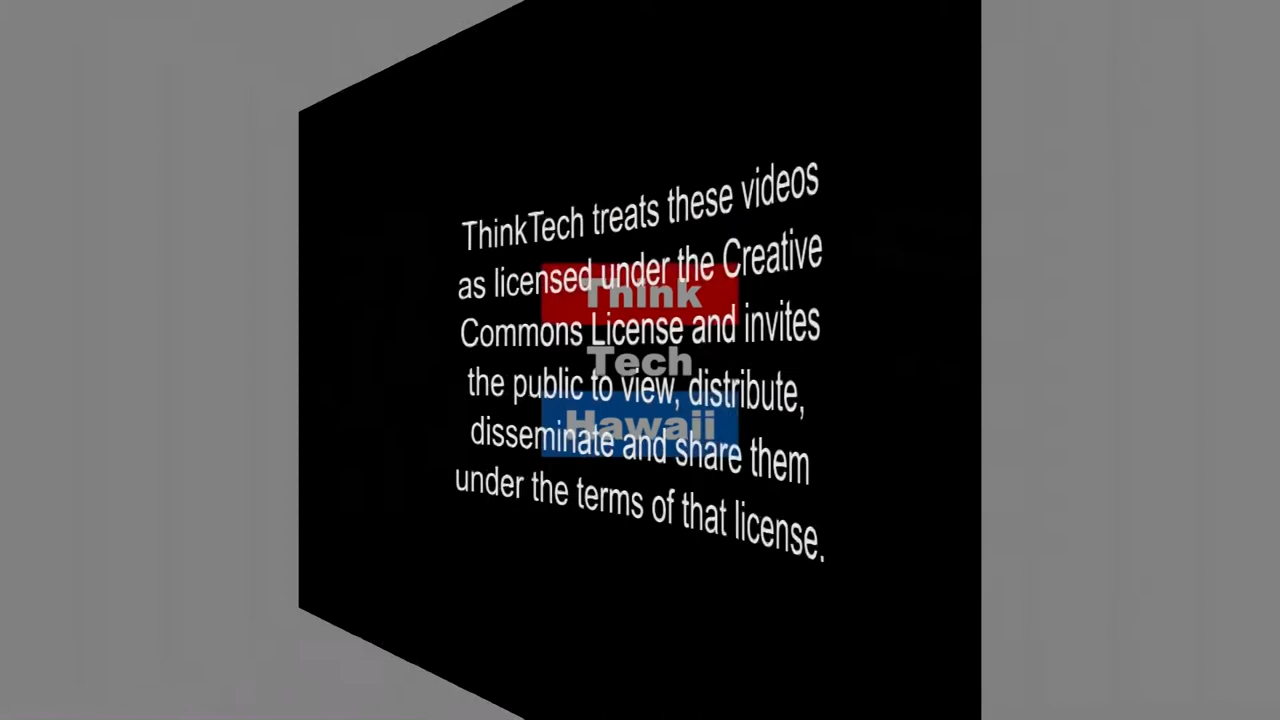 ThinkTech treats these videos
as licensed under the Creative
Commons License and invites
the public to view, distribute,
disseminate and share them
under the terms of that license.
Think
Tech
Hawaii